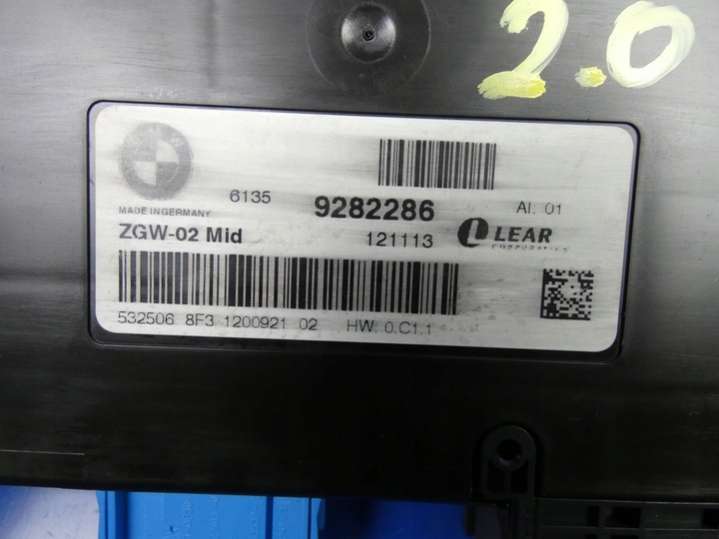 2.0
6135 9282286 AI: 01
MADE IN GERMANY
ZGW-02 Mid 121113 LEAR
CORPORATION
532506 8F3 1200921 02 HW: 0.C1.1